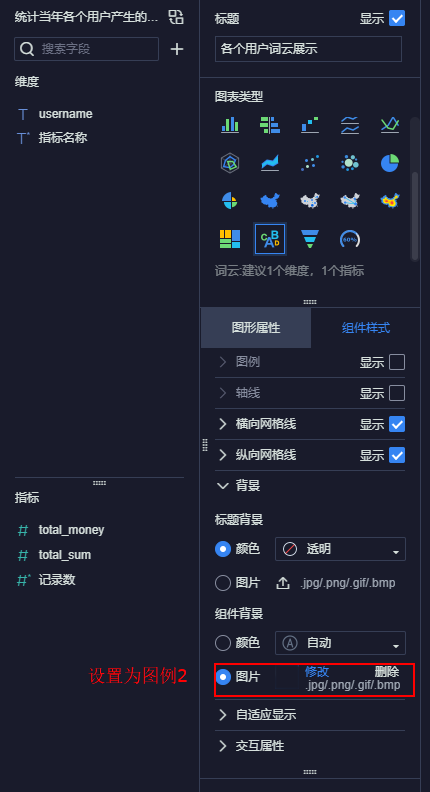 统计当年各个用户产生的...
搜索字段
维度
T username
T* 指标名称
指标
# total_money
# total_sum
#* 记录数
标题
显示
各个用户词云展示
图表类型
60%
CABD
词云:建议1个维度，1个指标
图形属性
组件样式
图例 显示
轴线 显示
横向网格线 显示
纵向网格线 显示
背景
标题背景
颜色 透明
图片 .jpg/.png/.gif/.bmp
组件背景
颜色 A 自动
设置为图例2
图片 修改 删除
.jpg/.png/.gif/.bmp
自适应显示
交互属性